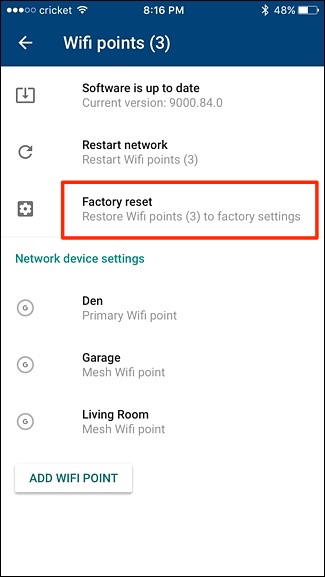 cricket 8:16 PM 48%
Wifi points (3)
Software is up to date
Current version: 9000.84.0
Restart network
Restart Wifi points (3)
Factory reset
Restore Wifi points (3) to factory settings
Network device settings
G
Den
Primary Wifi point
G
Garage
Mesh Wifi point
G
Living Room
Mesh Wifi point
ADD WIFI POINT